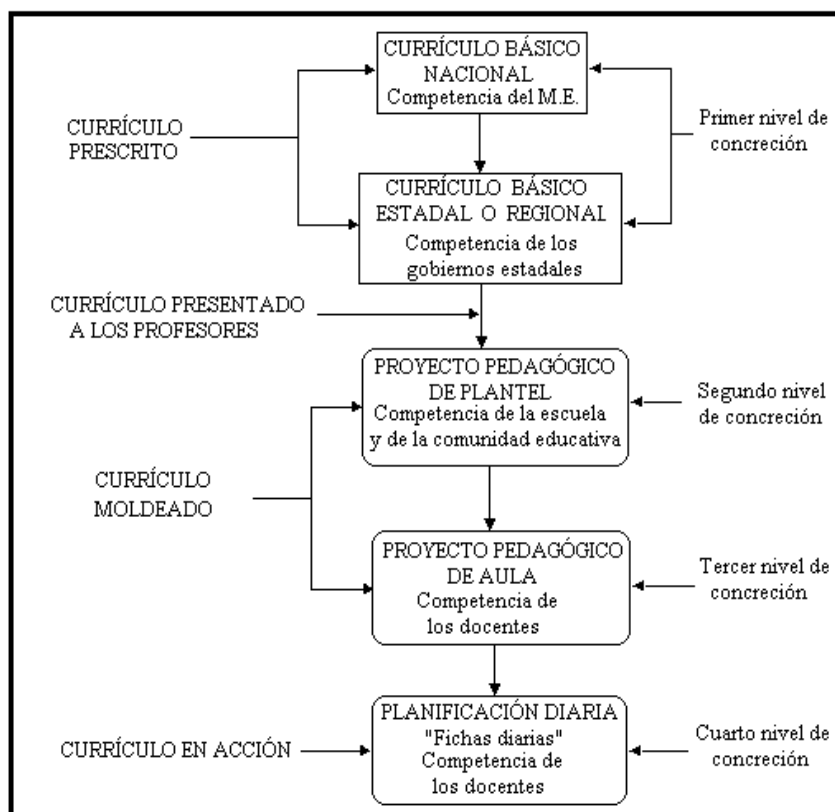 CURRÍCULO BÁSICO
NACIONAL
Competencia del M.E.
CURRÍCULO
PRESCRITO
Primer nivel de
concreción
CURRÍCULO BÁSICO
ESTADAL O REGIONAL
Competencia de los
gobiernos estadales
CURRÍCULO PRESENTADO
A LOS PROFESORES
PROYECTO PEDAGÓGICO
DE PLANTEL
Competencia de la escuela
y de la comunidad educativa
Segundo nivel
de concreción
CURRÍCULO
MOLDEADO
PROYECTO PEDAGÓGICO
DE AULA
Competencia de
los docentes
Tercer nivel de
concreción
PLANIFICACIÓN DIARIA
"Fichas diarias"
Competencia de
los docentes
CURRÍCULO EN ACCIÓN
Cuarto nivel de
concreción